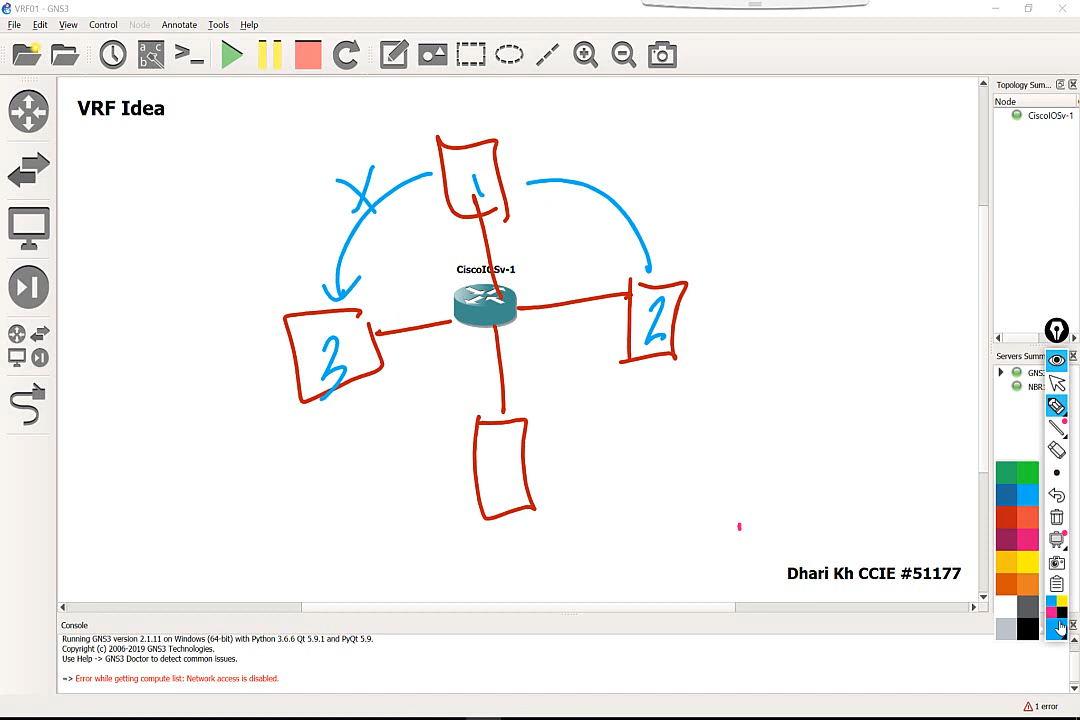 VRF01 - GNS3
File Edit View Control Node Annotate Tools Help
VRF Idea
1
CiscoIOSv-1
2
3
Dhari Kh CCIE #51177
Topology Summ...
Node
CiscoIOSv-1
Servers Summa
GNS3
NBR
Console
Running GNS3 version 2.1.11 on Windows (64-bit) with Python 3.6.6 Qt 5.9.1 and PyQt 5.9.
Copyright (c) 2006-2019 GNS3 Technologies.
Use Help -> GNS3 Doctor to detect common issues.
=> Error while getting compute list: Network access is disabled.
1 error